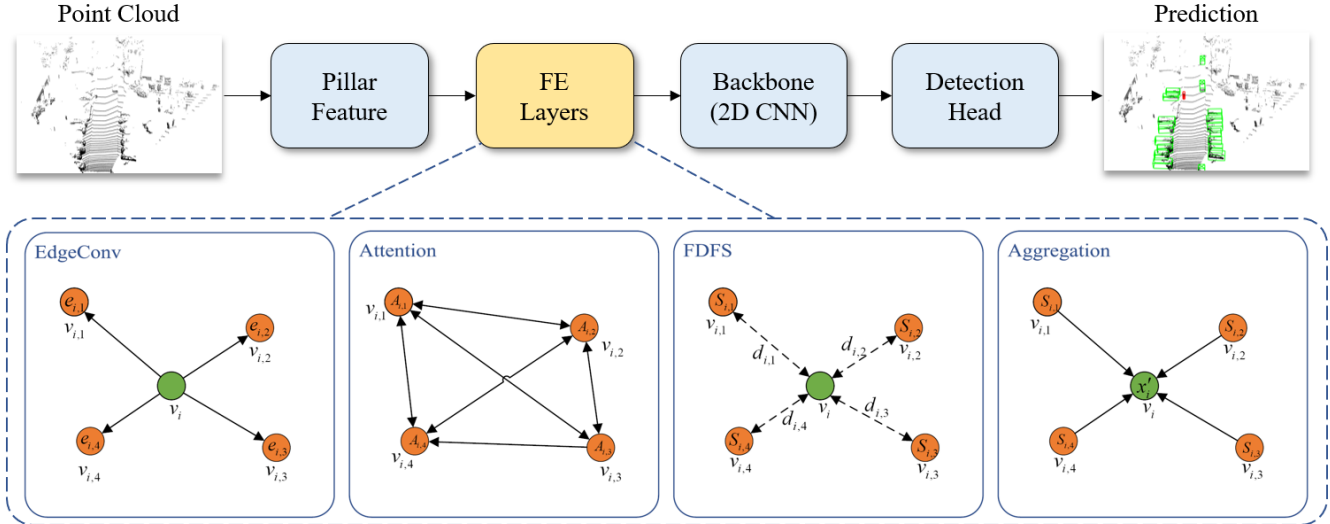 Point Cloud
Prediction
Pillar
Feature
FE
Layers
Backbone
(2D CNN)
Detection
Head
EdgeConv
e_{i,1}
v_{i,1}
e_{i,2}
v_{i,2}
v_i
e_{i,4}
v_{i,4}
e_{i,3}
v_{i,3}
Attention
A_{i,1}
v_{i,1}
A_{i,2}
v_{i,2}
A_{i,4}
v_{i,4}
A_{i,3}
v_{i,3}
FDFS
S_{i,1}
v_{i,1}
d_{i,1}
S_{i,2}
v_{i,2}
d_{i,2}
v_i
S_{i,4}
v_{i,4}
d_{i,4}
d_{i,3}
S_{i,3}
v_{i,3}
Aggregation
S_{i,1}
v_{i,1}
S_{i,2}
v_{i,2}
x'_i
v_i
S_{i,4}
v_{i,4}
S_{i,3}
v_{i,3}